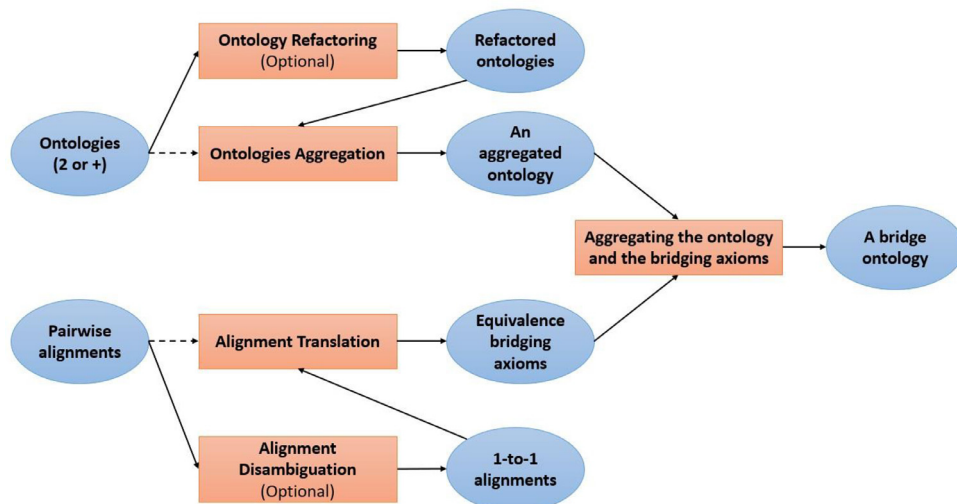 Ontology Refactoring
(Optional)
Refactored
ontologies
Ontologies
(2 or +)
Ontologies Aggregation
An
aggregated
ontology
Aggregating the ontology
and the bridging axioms
A bridge
ontology
Pairwise
alignments
Alignment Translation
Equivalence
bridging
axioms
Alignment
Disambiguation
(Optional)
1-to-1
alignments